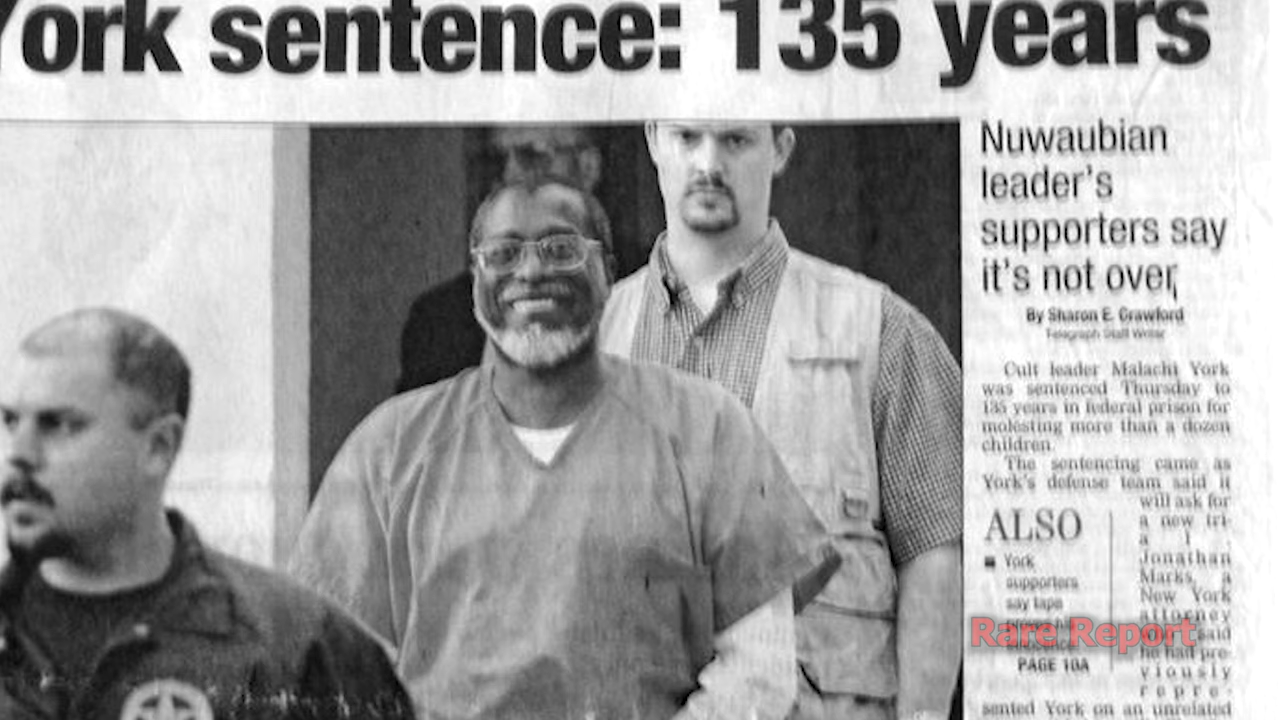 York sentence: 135 years
Nuwaubian
leader's
supporters say
it's not over
By Sharon E. Crawford
Telegraph Staff Writer
Cult leader Malachi York
was sentenced Thursday to
135 years in federal prison for
molesting more than a dozen
children.
The sentencing came as
York's defense team said it
will ask for
a new tri-
a l .
Jonathan
Marks, a
New York
attorney
said
he had pre-
viously
repre-
sented York on an unrelated
ALSO
■ York
supporters
say tape
PAGE 10A
Rare Report